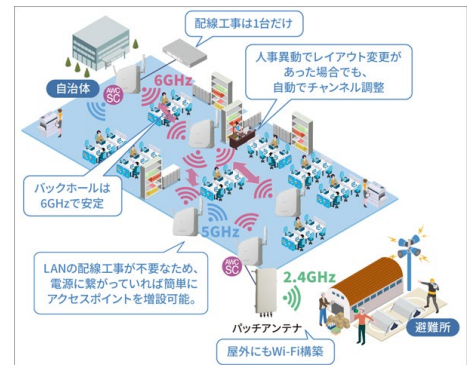 配線工事は1台だけ
自治体
AWC
SC
6GHz
人事異動でレイアウト変更が
あった場合でも、
自動でチャンネル調整
バックホールは
6GHzで安定
5GHz
LANの配線工事が不要なため、
電源に繋がっていれば簡単に
アクセスポイントを増設可能。
AWC
SC
2.4GHz
パッチアンテナ
避難所
屋外にもWi-Fi構築